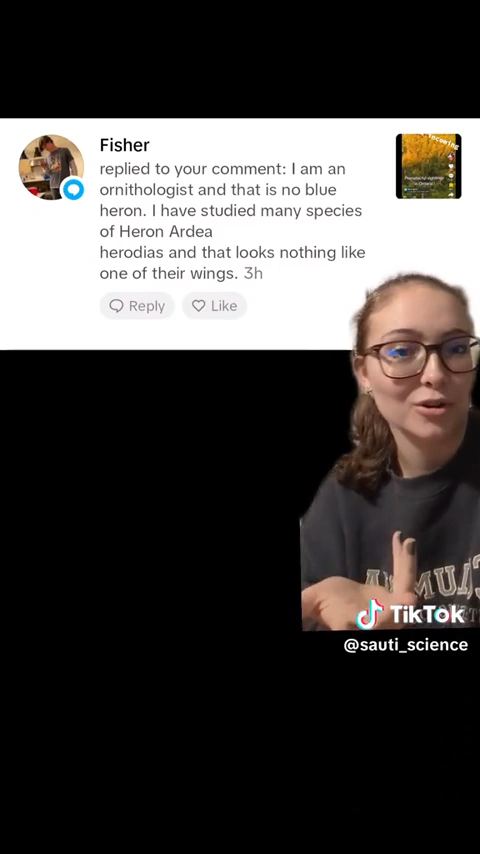 Fisher
replied to your comment: I am an
ornithologist and that is no blue
heron. I have studied many species
of Heron Ardea
herodias and that looks nothing like
one of their wings. 3h
Reply
Like
TikTok
@sauti_science